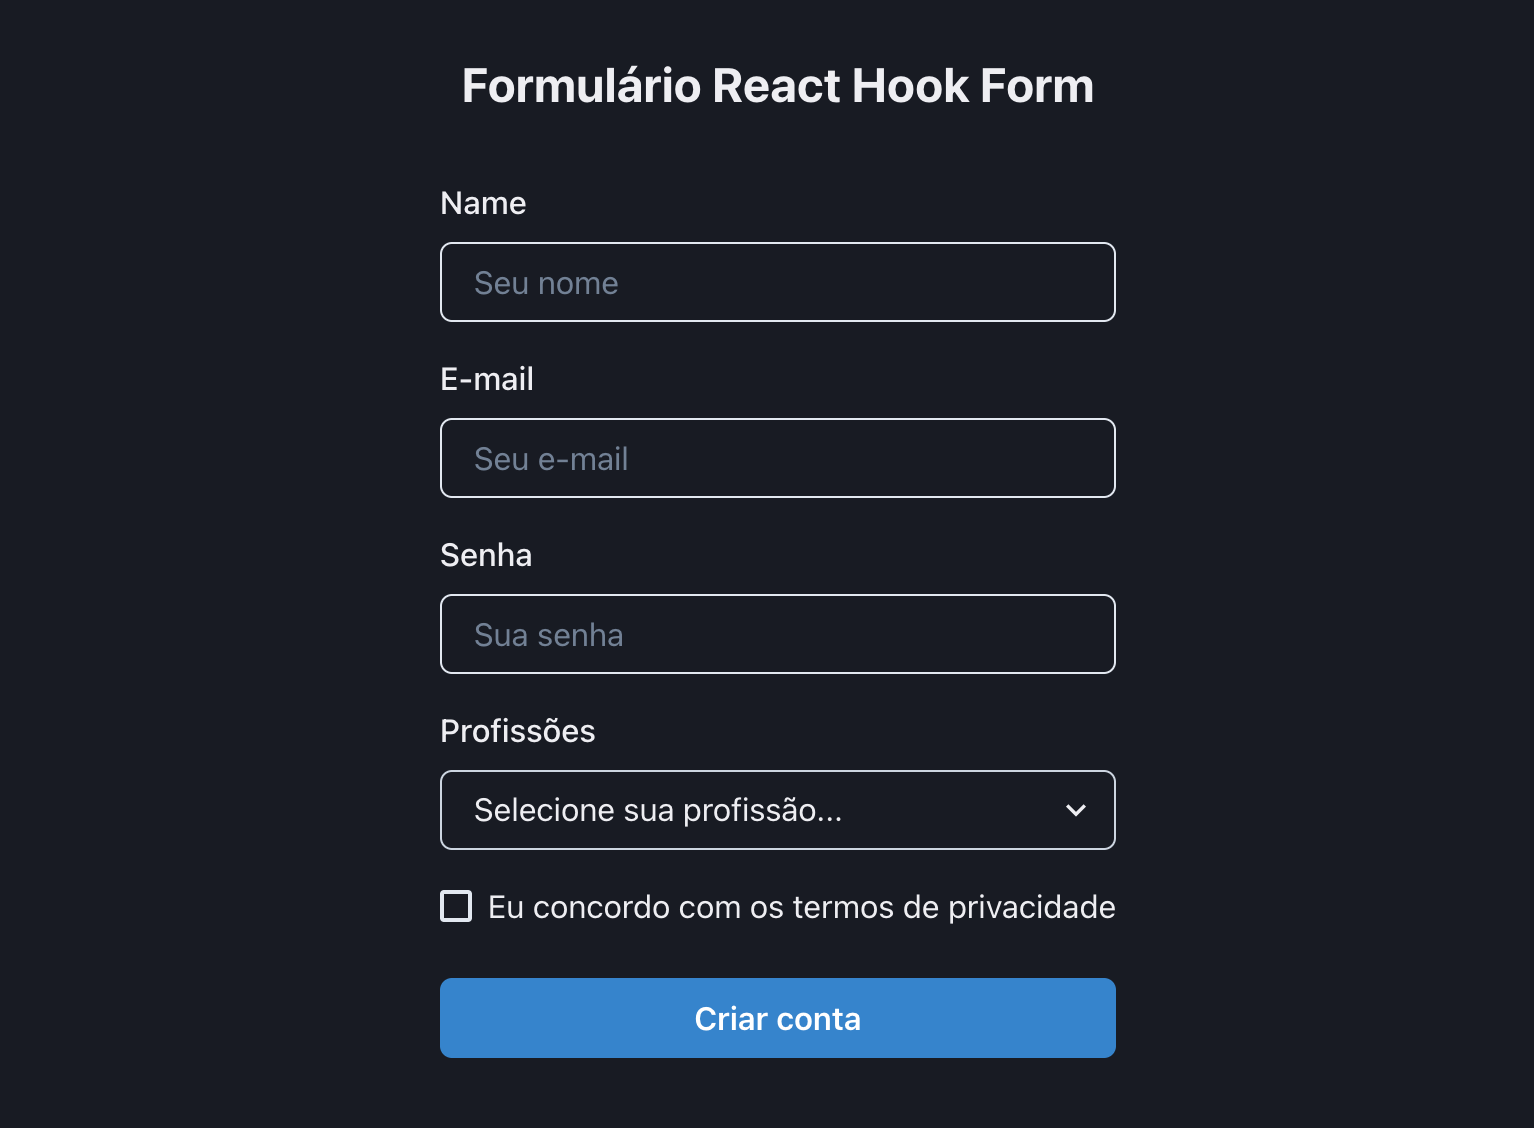 Formulário React Hook Form
Name
Seu nome
E-mail
Seu e-mail
Senha
Sua senha
Profissões
Selecione sua profissão...
Eu concordo com os termos de privacidade
Criar conta